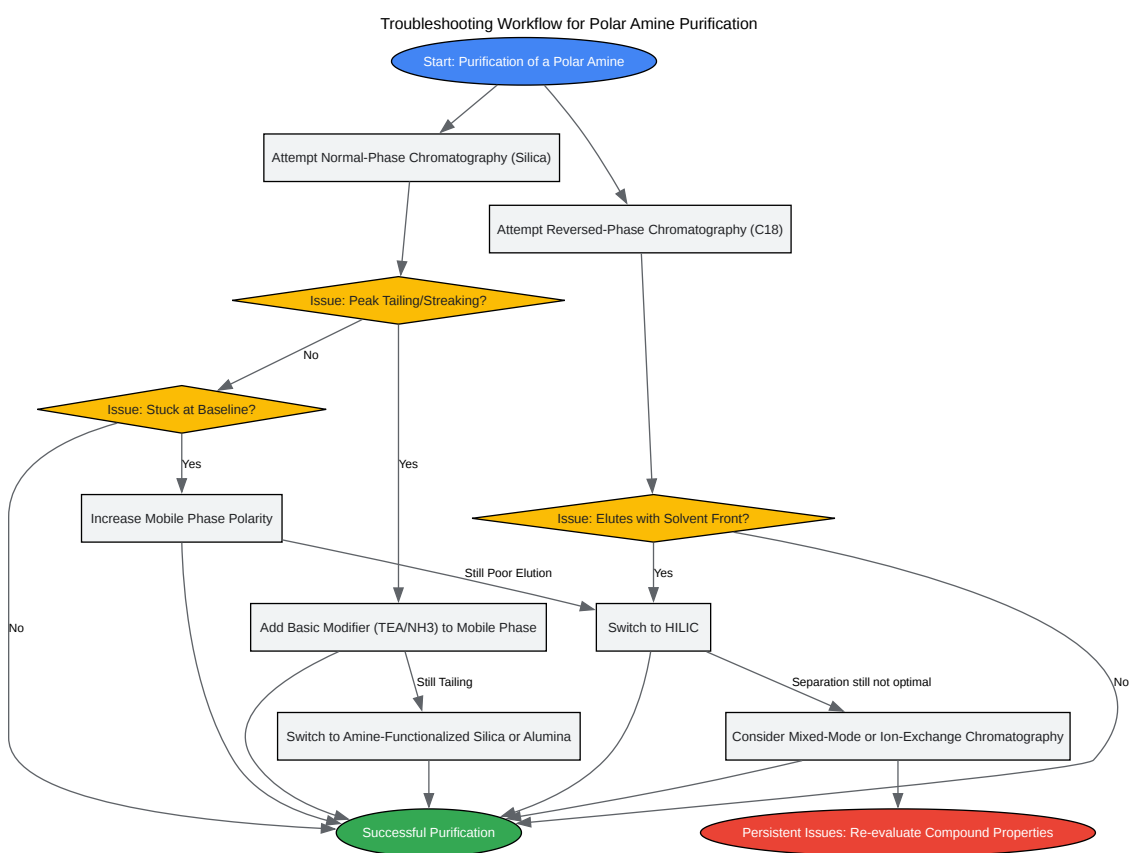 Troubleshooting Workflow for Polar Amine Purification
Start: Purification of a Polar Amine
Attempt Normal-Phase Chromatography (Silica)
Attempt Reversed-Phase Chromatography (C18)
Issue: Peak Tailing/Streaking?
No
Issue: Stuck at Baseline?
Yes
Yes
Increase Mobile Phase Polarity
Issue: Elutes with Solvent Front?
Still Poor Elution
Yes
No
Add Basic Modifier (TEA/NH3) to Mobile Phase
Switch to HILIC
Still Tailing
Separation still not optimal
No
Switch to Amine-Functionalized Silica or Alumina
Consider Mixed-Mode or Ion-Exchange Chromatography
Successful Purification
Persistent Issues: Re-evaluate Compound Properties